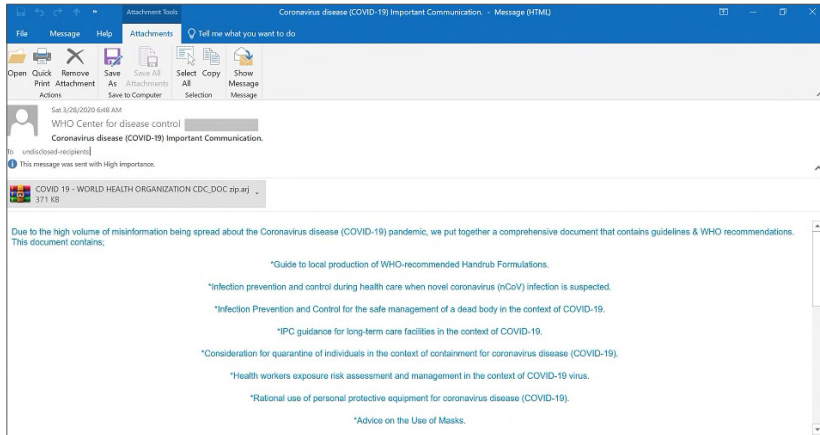 Attachment Tools
Coronavirus disease (COVID-19) Important Communication. - Message (HTML)
File Message Help Attachments Tell me what you want to do
Open Quick Print Remove Attachment Save As Save All Attachments Select All Copy Show Message
Actions Save to Computer Selection Message
Sat 3/28/2020 6:48 AM
WHO Center for disease control
Coronavirus disease (COVID-19) Important Communication.
To undisclosed-recipients
This message was sent with High importance.
COVID 19 - WORLD HEALTH ORGANIZATION CDC_DOC zip.arj
371 KB
Due to the high volume of misinformation being spread about the Coronavirus disease (COVID-19) pandemic, we put together a comprehensive document that contains guidelines & WHO recommendations.
This document contains;
*Guide to local production of WHO-recommended Handrub Formulations.
*Infection prevention and control during health care when novel coronavirus (nCoV) infection is suspected.
*Infection Prevention and Control for the safe management of a dead body in the context of COVID-19.
*IPC guidance for long-term care facilities in the context of COVID-19.
*Consideration for quarantine of individuals in the context of containment for coronavirus disease (COVID-19).
*Health workers exposure risk assessment and management in the context of COVID-19 virus.
*Rational use of personal protective equipment for coronavirus disease (COVID-19).
*Advice on the Use of Masks.